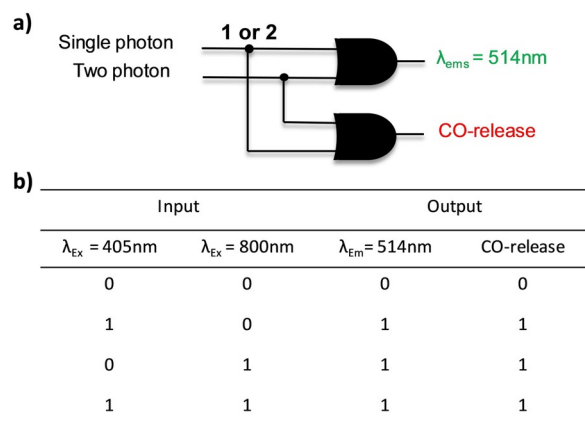 a)
1 or 2
Single photon
Two photon
λems = 514nm
CO-release
b)
Input Output
λEx = 405nm λEx = 800nm λEm = 514nm CO-release
0 0 0 0
1 0 1 1
0 1 1 1
1 1 1 1